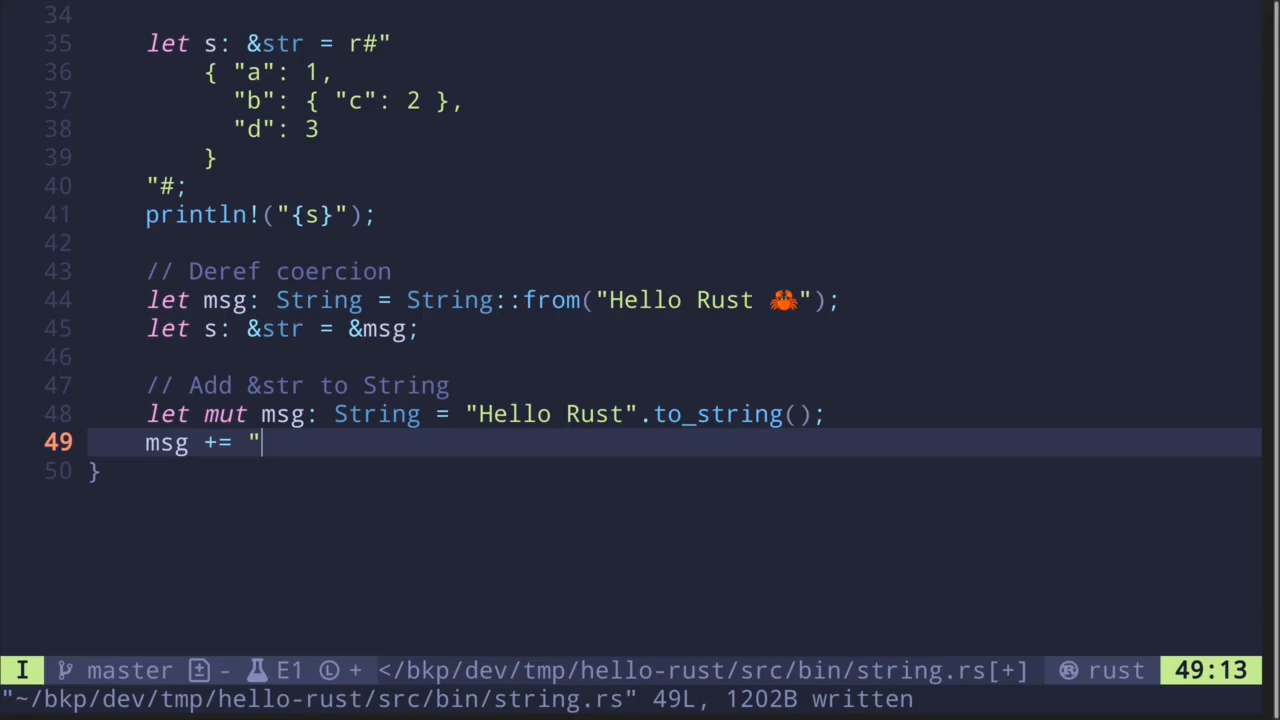 34
35 let s: &str = r#"
36 { "a": 1,
37 "b": { "c": 2 },
38 "d": 3
39 }
40 "#;
41 println!("{s}");
42
43 // Deref coercion
44 let msg: String = String::from("Hello Rust 🦀");
45 let s: &str = &msg;
46
47 // Add &str to String
48 let mut msg: String = "Hello Rust".to_string();
49 msg += "
50 }
I master - E1 Ⓛ + </bkp/dev/tmp/hello-rust/src/bin/string.rs[+] rust 49:13
"~/bkp/dev/tmp/hello-rust/src/bin/string.rs" 49L, 1202B written